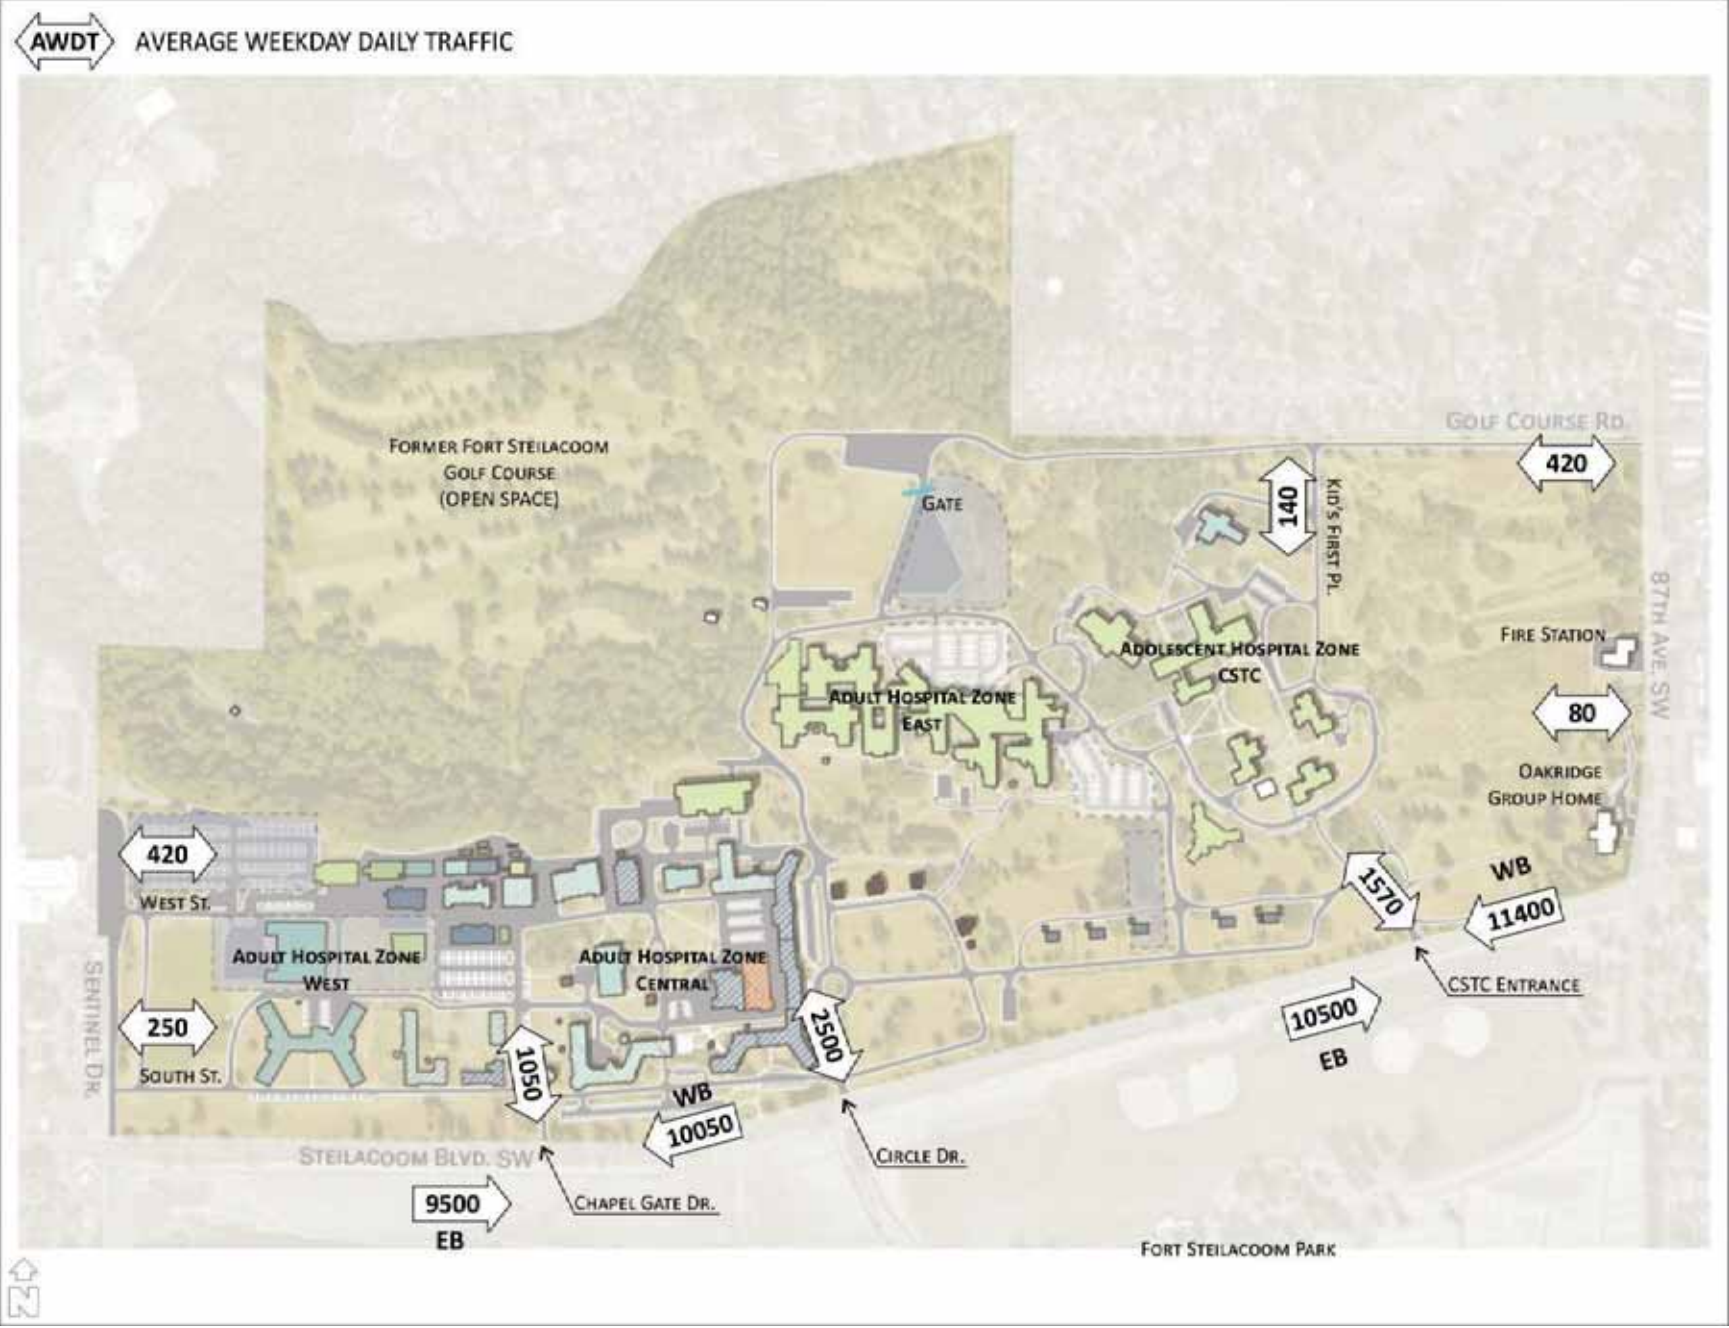 AWDT AVERAGE WEEKDAY DAILY TRAFFIC
GOLF COURSE RD.
420
FORMER FORT STEILACOOM
GOLF COURSE
(OPEN SPACE)
GATE
140
KID'S FIRST PL.
87TH AVE. SW
FIRE STATION
ADOLESCENT HOSPITAL ZONE
CSTC
ADULT HOSPITAL ZONE
EAST
80
OAKRIDGE
GROUP HOME
420
WEST ST.
WB
11400
1570
ADULT HOSPITAL ZONE
WEST
ADULT HOSPITAL ZONE
CENTRAL
CSTC ENTRANCE
SENTINEL DR.
250
2500
10500
EB
SOUTH ST.
1050
WB
10050
STEILACOOM BLVD. SW
CIRCLE DR.
9500
EB
CHAPEL GATE DR.
FORT STEILACOOM PARK
N